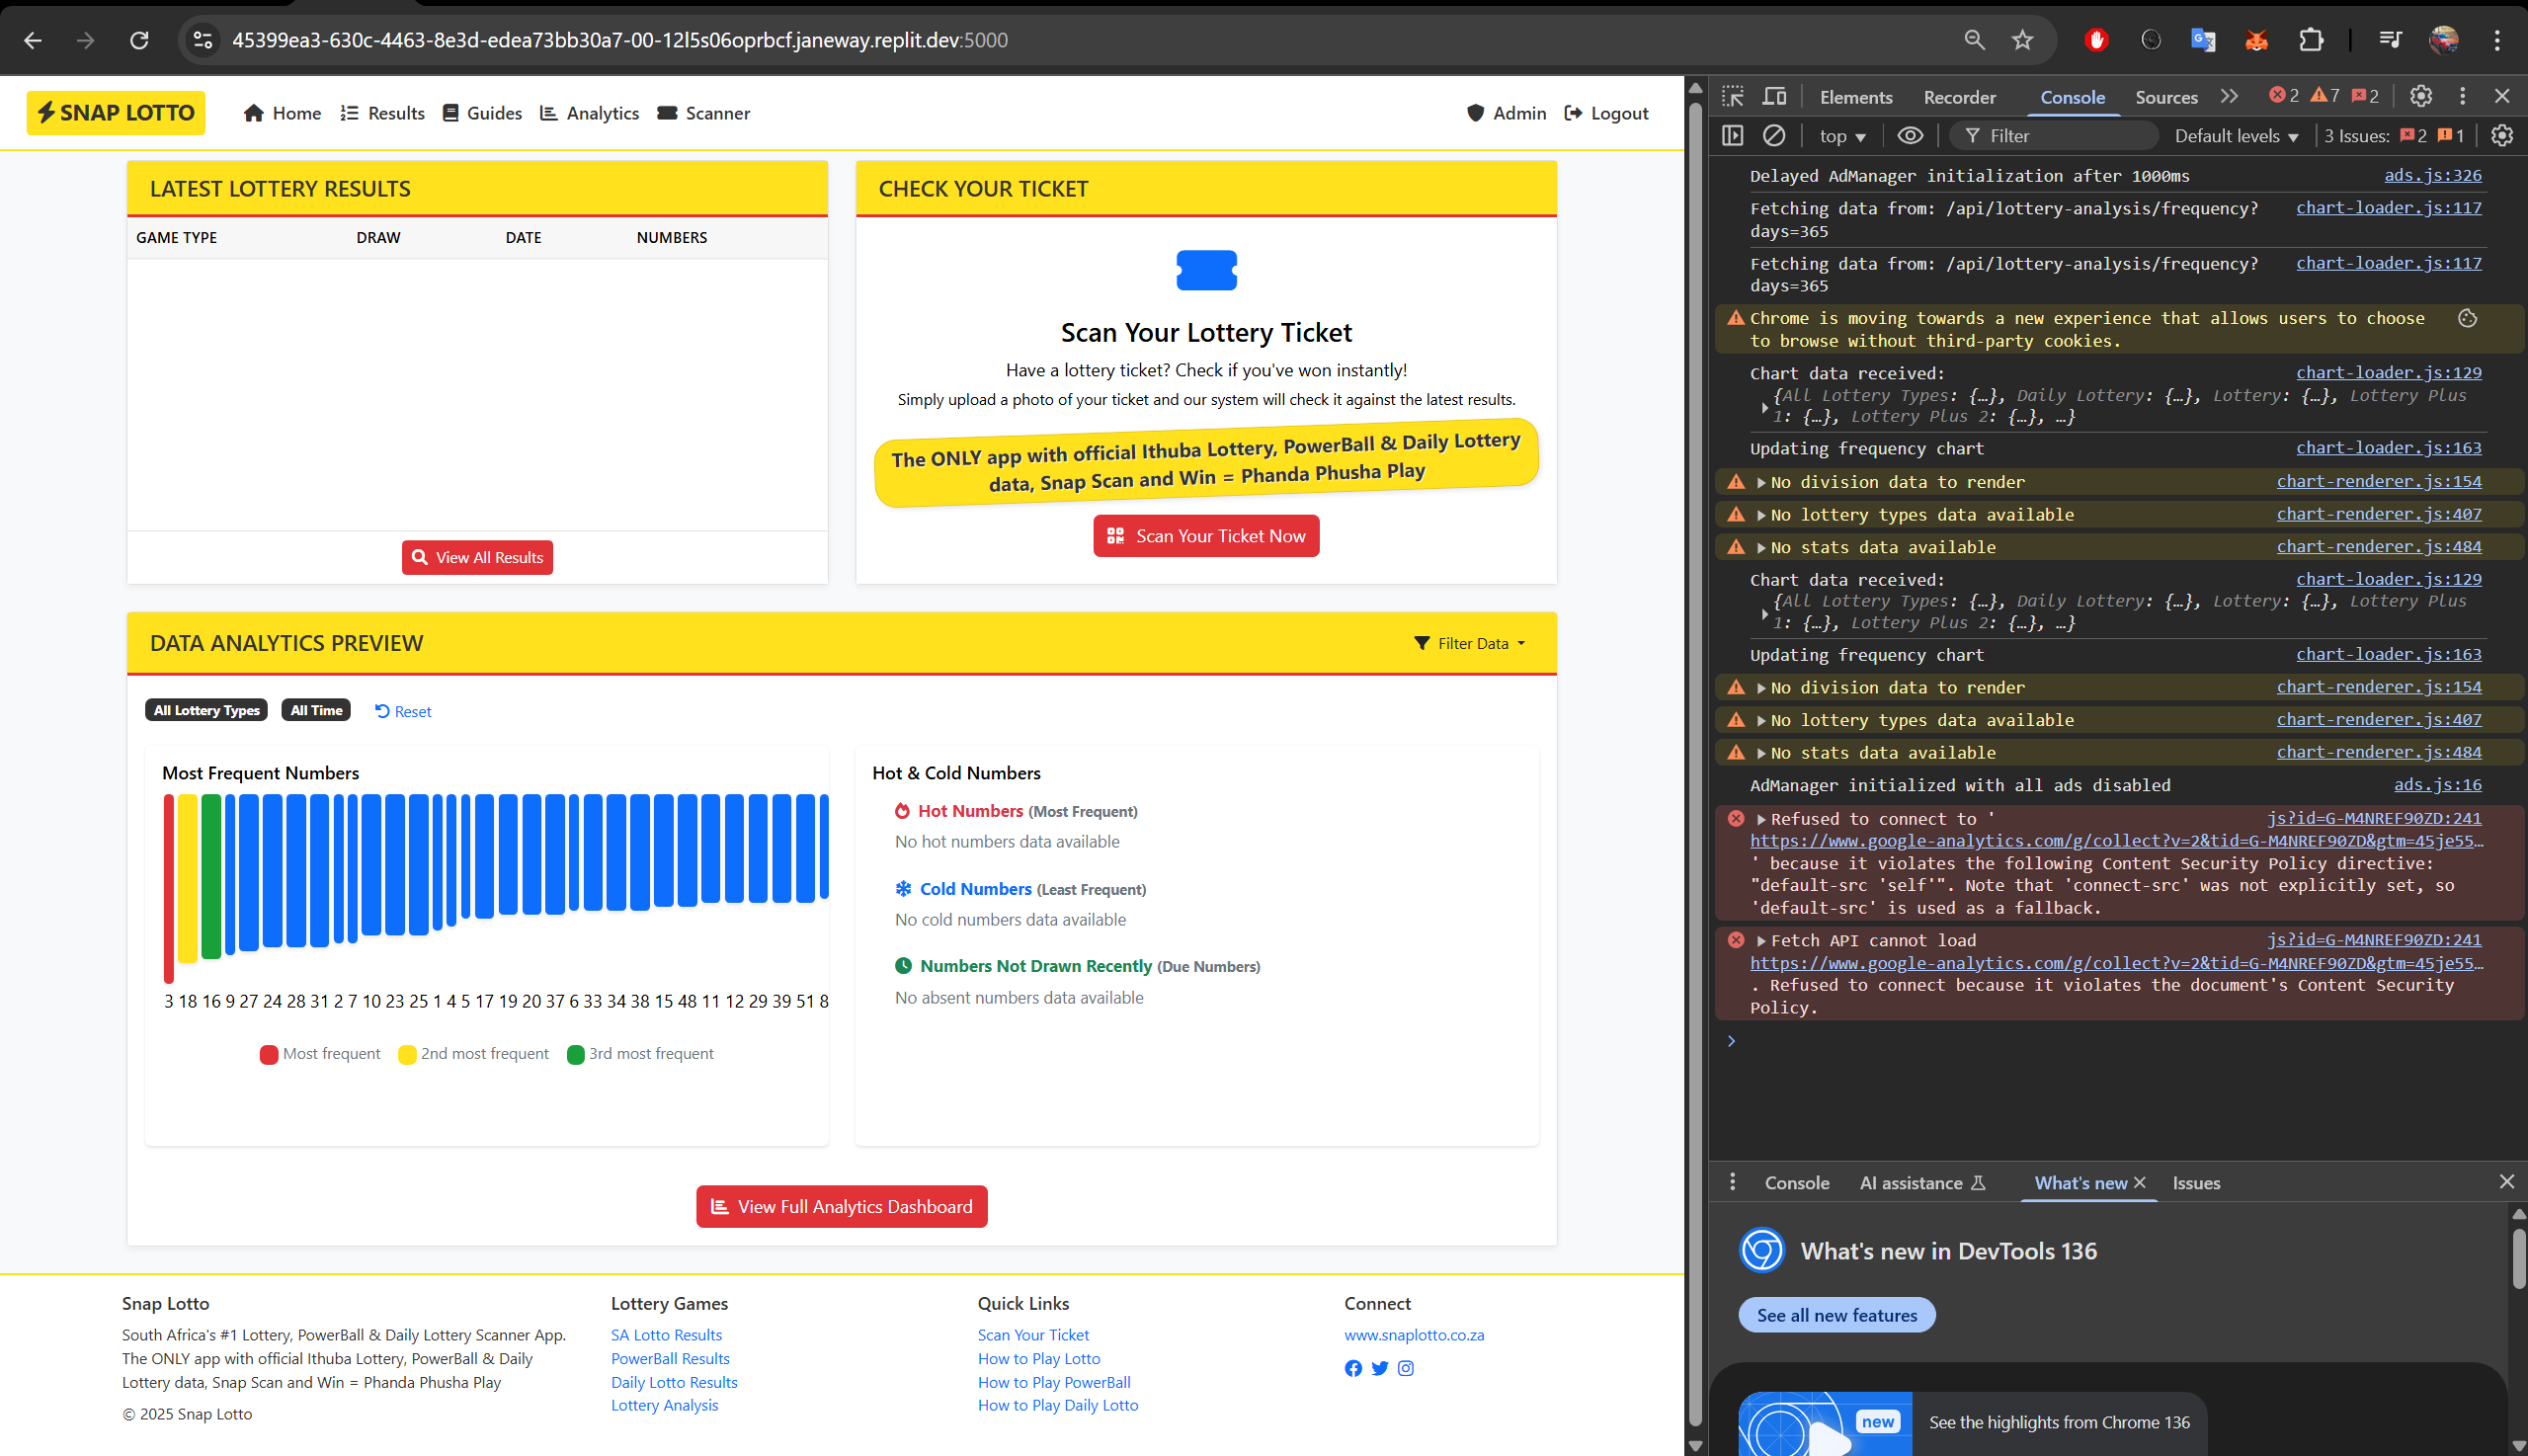 45399ea3-630c-4463-8e3d-edea73bb30a7-00-12l5s06oprbcf.janeway.replit.dev:5000
SNAP LOTTO
Home
Results
Guides
Analytics
Scanner
Admin
Logout
LATEST LOTTERY RESULTS
GAME TYPE DRAW DATE NUMBERS
View All Results
CHECK YOUR TICKET
Scan Your Lottery Ticket
Have a lottery ticket? Check if you've won instantly!
Simply upload a photo of your ticket and our system will check it against the latest results.
The ONLY app with official Ithuba Lottery, PowerBall & Daily Lottery
data, Snap Scan and Win = Phanda Phusha Play
Scan Your Ticket Now
DATA ANALYTICS PREVIEW
Filter Data
All Lottery Types
All Time
Reset
Most Frequent Numbers
3 18 16 9 27 24 28 31 2 7 10 23 25 1 4 5 17 19 20 37 6 33 34 38 15 48 11 12 29 39 51 8
Most frequent
2nd most frequent
3rd most frequent
Hot & Cold Numbers
Hot Numbers (Most Frequent)
No hot numbers data available
Cold Numbers (Least Frequent)
No cold numbers data available
Numbers Not Drawn Recently (Due Numbers)
No absent numbers data available
View Full Analytics Dashboard
Snap Lotto
South Africa's #1 Lottery, PowerBall & Daily Lottery Scanner App.
The ONLY app with official Ithuba Lottery, PowerBall & Daily
Lottery data, Snap Scan and Win = Phanda Phusha Play
© 2025 Snap Lotto
Lottery Games
SA Lotto Results
PowerBall Results
Daily Lotto Results
Lottery Analysis
Quick Links
Scan Your Ticket
How to Play Lotto
How to Play PowerBall
How to Play Daily Lotto
Connect
www.snaplotto.co.za
Elements
Recorder
Console
Sources
2
7
2
top
Filter
Default levels
3 Issues: 2 1
Delayed AdManager initialization after 1000ms ads.js:326
Fetching data from: /api/lottery-analysis/frequency? chart-loader.js:117
days=365
Fetching data from: /api/lottery-analysis/frequency? chart-loader.js:117
days=365
Chrome is moving towards a new experience that allows users to choose
to browse without third-party cookies.
Chart data received: chart-loader.js:129
{All Lottery Types: {…}, Daily Lottery: {…}, Lottery: {…}, Lottery Plus
1: {…}, Lottery Plus 2: {…}, …}
Updating frequency chart chart-loader.js:163
No division data to render chart-renderer.js:154
No lottery types data available chart-renderer.js:407
No stats data available chart-renderer.js:484
Chart data received: chart-loader.js:129
{All Lottery Types: {…}, Daily Lottery: {…}, Lottery: {…}, Lottery Plus
1: {…}, Lottery Plus 2: {…}, …}
Updating frequency chart chart-loader.js:163
No division data to render chart-renderer.js:154
No lottery types data available chart-renderer.js:407
No stats data available chart-renderer.js:484
AdManager initialized with all ads disabled ads.js:16
Refused to connect to ' js?id=G-M4NREF90ZD:241
https://www.google-analytics.com/g/collect?v=2&tid=G-M4NREF90ZD&gtm=45je55…
' because it violates the following Content Security Policy directive:
"default-src 'self'". Note that 'connect-src' was not explicitly set, so
'default-src' is used as a fallback.
Fetch API cannot load js?id=G-M4NREF90ZD:241
https://www.google-analytics.com/g/collect?v=2&tid=G-M4NREF90ZD&gtm=45je55…
. Refused to connect because it violates the document's Content Security
Policy.
Console
AI assistance
What's new
Issues
What's new in DevTools 136
See all new features
new
See the highlights from Chrome 136